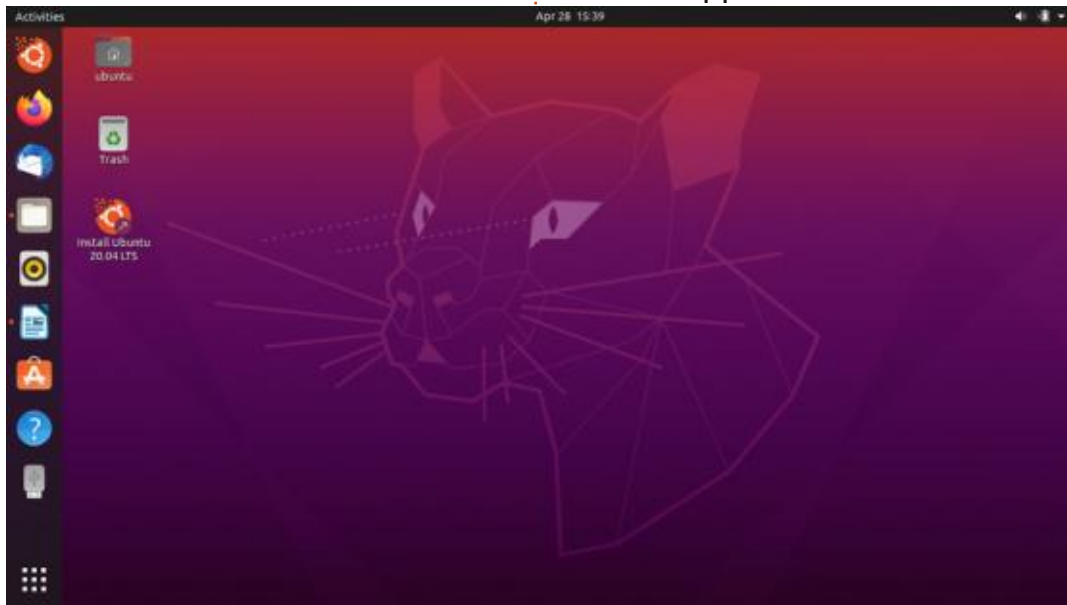 Activities
Apr 28 15:39
ubuntu
Trash
Install Ubuntu
20.04 LTS